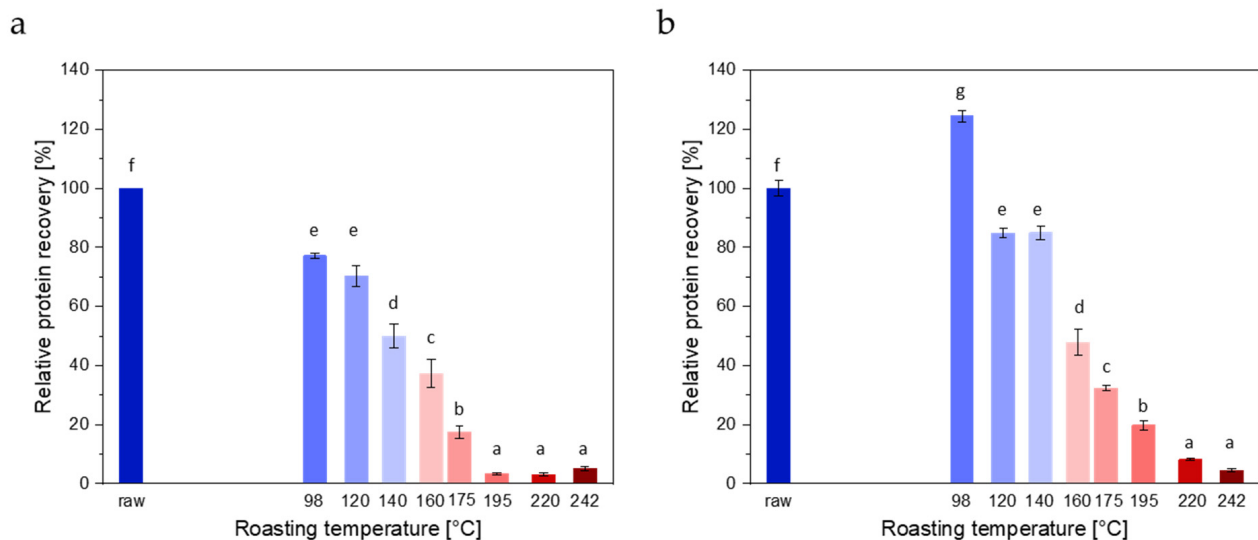 a
140
120
100
80
60
40
20
0
Relative protein recovery [%]
f
e
e
d
c
b
a
a
a
raw
98
120
140
160
175
195
220
242
Roasting temperature [°C]
b
140
120
100
80
60
40
20
0
Relative protein recovery [%]
f
g
e
e
d
c
b
a
a
raw
98
120
140
160
175
195
220
242
Roasting temperature [°C]